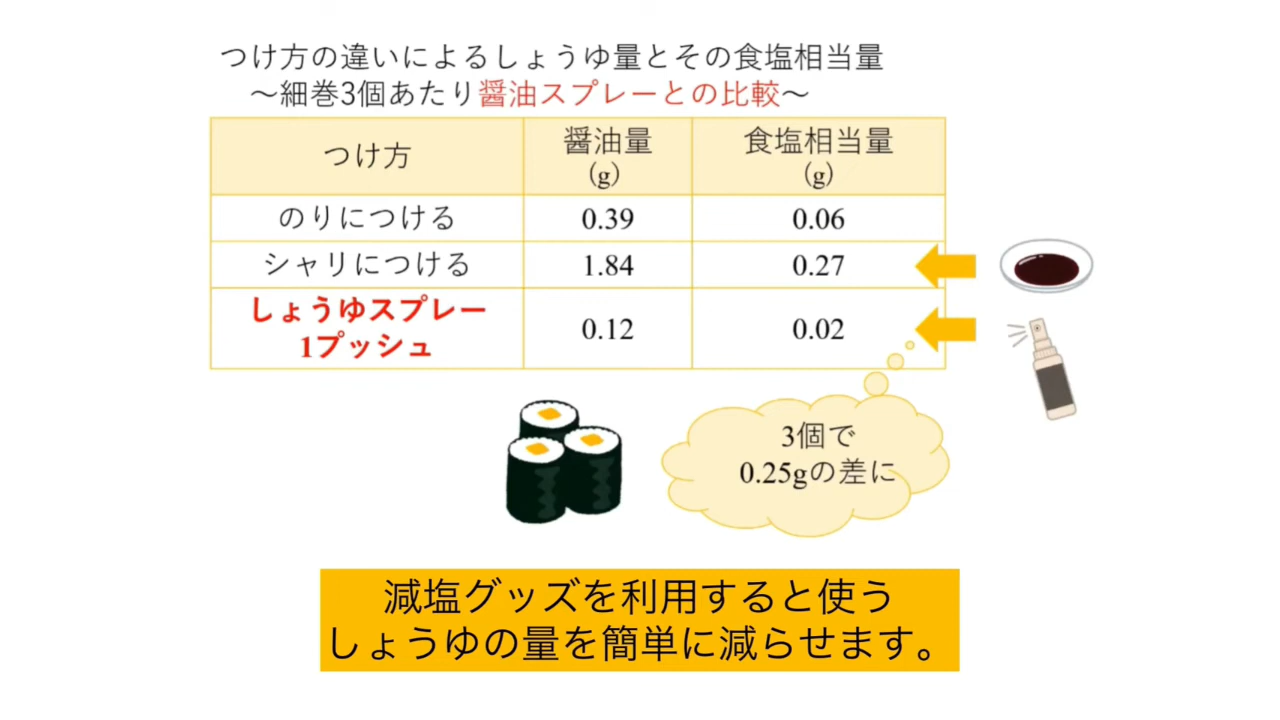 つけ方の違いによるしょうゆ量とその食塩相当量
～細巻3個あたり醤油スプレーとの比較～
つけ方 醤油量 (g) 食塩相当量 (g)
のりにつける 0.39 0.06
シャリにつける 1.84 0.27
しょうゆスプレー
1プッシュ 0.12 0.02
3個で
0.25gの差に
減塩グッズを利用すると使う
しょうゆの量を簡単に減らせます。